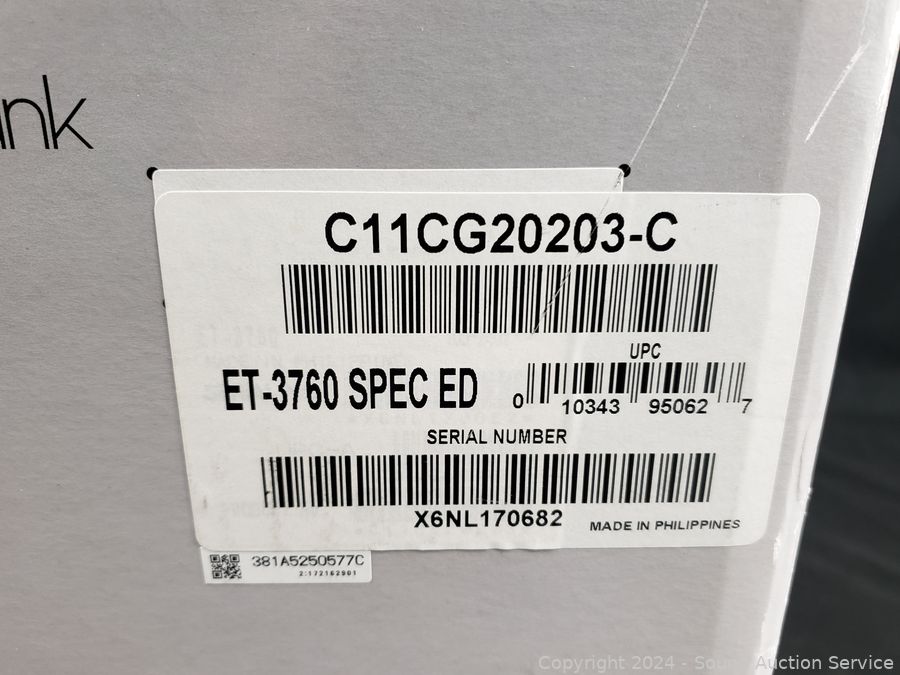 ink
C11CG20203-C
UPC
ET-3760 SPEC ED
0 10343 95062 7
SERIAL NUMBER
X6NL170682
MADE IN PHILIPPINES
381A5250577C
2:172162901
Copyright 2024 - Sound Auction Service